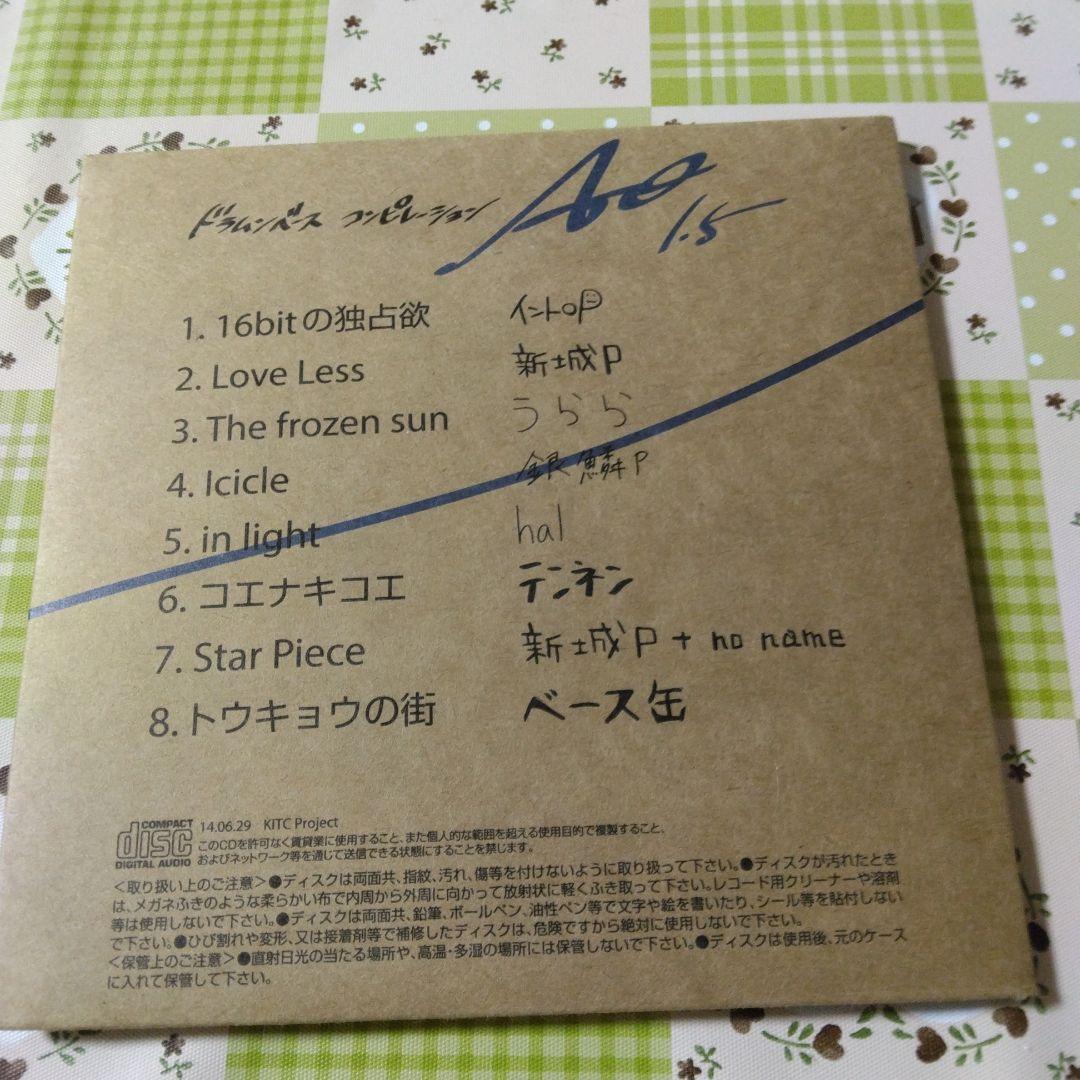 ドラムンベース コンピレーション Ao 1.5
1. 16bitの独占欲 イントロP
2. Love Less 新城P
3. The frozen sun うらら
4. Icicle 銀鱗P
5. in light hal
6. コエナキコエ テンネン
7. Star Piece 新城P + no name
8. トウキョウの街 ベース缶
COMPACT disc DIGITAL AUDIO
14.06.29 KITC Project
このCDを許可なく賃貸業に使用すること、また個人的な範囲を超える使用目的で複製すること、
およびネットワーク等を通じて送信できる状態にすることを禁じます。
<取り扱い上のご注意>●ディスクは両面共、指紋、汚れ、傷等を付けないように取り扱って下さい。●ディスクが汚れたとき
は、メガネふきのような柔らかい布で内周から外周に向かって放射状に軽くふき取って下さい。レコード用クリーナーや溶剤
等は使用しないで下さい。●ディスクは両面共、鉛筆、ボールペン、油性ペン等で文字や絵を書いたり、シール等を貼付しない
で下さい。●ひび割れや変形、又は接着剤等で補修したディスクは、危険ですから絶対に使用しないで下さい。
<保管上のご注意>●直射日光の当たる場所や、高温・多湿の場所には保管しないで下さい。●ディスクは使用後、元のケース
に入れて保管して下さい。